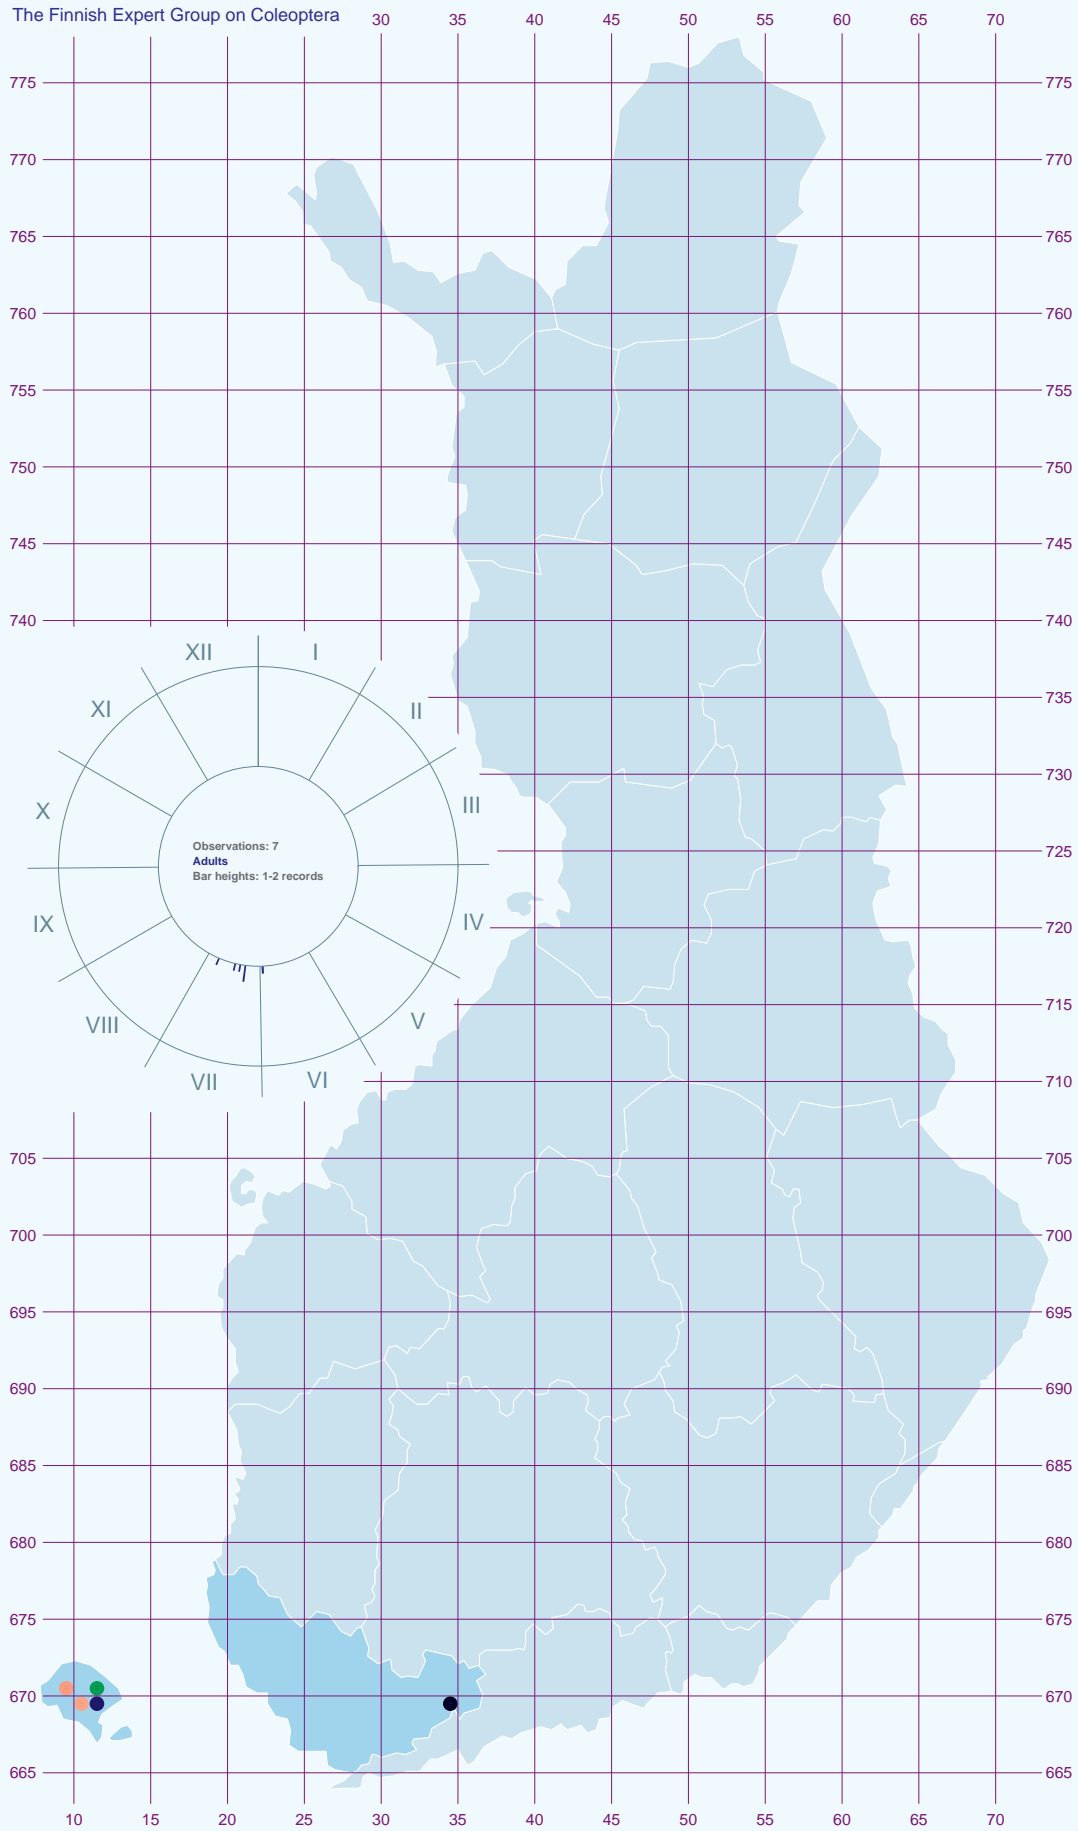 The Finnish Expert Group on Coleoptera
30 35 40 45 50 55 60 65 70
775 775
770 770
765 765
760 760
755 755
750 750
745 745
740 740
XII I
XI II
735
730
X III
725
Observations: 7
Adults
Bar heights: 1-2 records
IX IV
720 
715
VIII V
VII VI
710
705 705
700 700
695 695
690 690
685 685
680 680
675 675
670 670
665 665
10 15 20 25 30 35 40 45 50 55 60 65 70